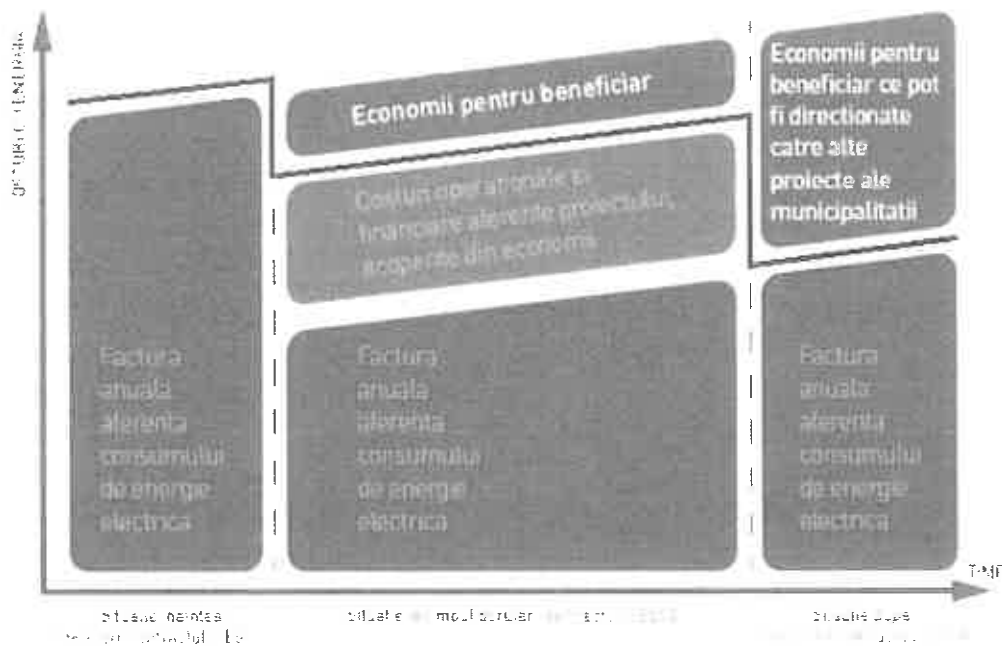 Economii pentru beneficiar
Economii pentru
beneficiar ce pot
fi directionate
catre alte
proiecte ale
municipalitatii
Costuri operationale si
financiare aferente proiectului,
acoperite din economii
Factura
anuala
aferenta
consumului
de energie
electrica
Factura
anuala
aferenta
consumului
de energie
electrica
Factura
anuala
aferenta
consumului
de energie
electrica
TIME